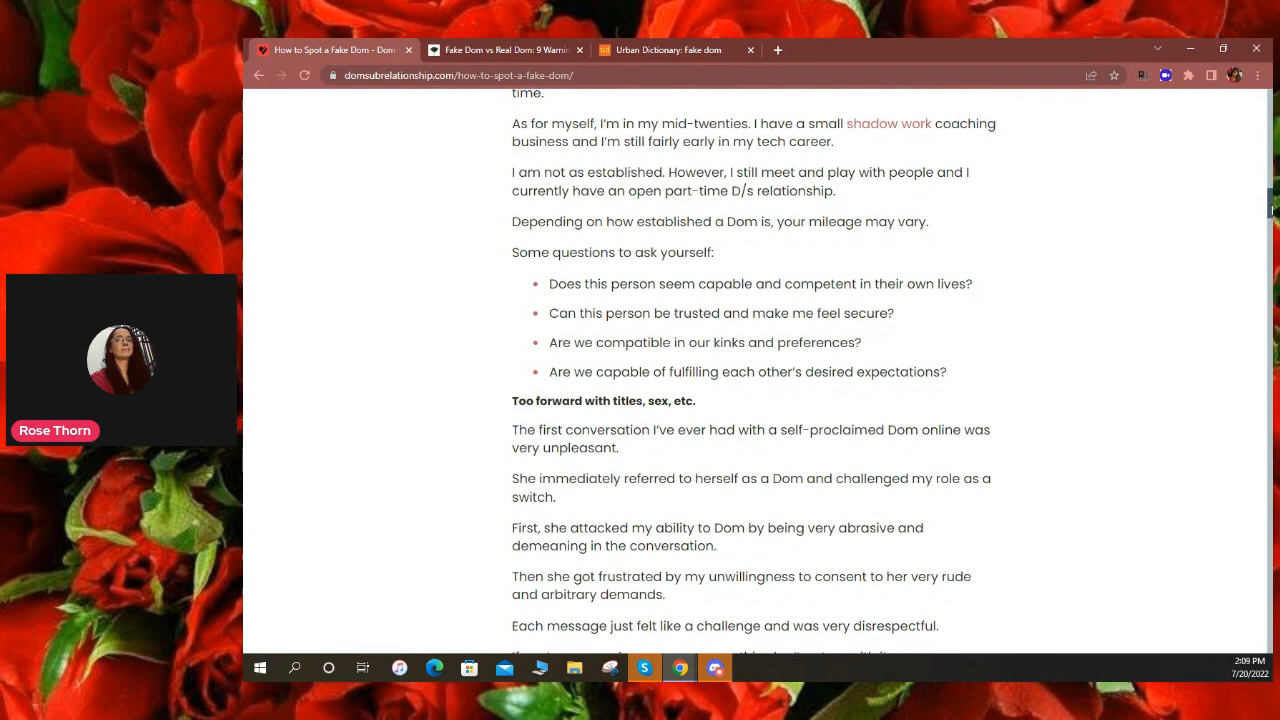 How to Spot a Fake Dom - Dom
Fake Dom vs Real Dom: 9 Warnin
Urban Dictionary: Fake dom
domsubrelationship.com/how-to-spot-a-fake-dom/
time.
As for myself, I'm in my mid-twenties. I have a small shadow work coaching
business and I'm still fairly early in my tech career.
I am not as established. However, I still meet and play with people and I
currently have an open part-time D/s relationship.
Depending on how established a Dom is, your mileage may vary.
Some questions to ask yourself:
• Does this person seem capable and competent in their own lives?
• Can this person be trusted and make me feel secure?
• Are we compatible in our kinks and preferences?
• Are we capable of fulfilling each other's desired expectations?
Too forward with titles, sex, etc.
The first conversation I've ever had with a self-proclaimed Dom online was
very unpleasant.
She immediately referred to herself as a Dom and challenged my role as a
switch.
First, she attacked my ability to Dom by being very abrasive and
demeaning in the conversation.
Then she got frustrated by my unwillingness to consent to her very rude
and arbitrary demands.
Each message just felt like a challenge and was very disrespectful.
Rose Thorn
2:09 PM
7/20/2022